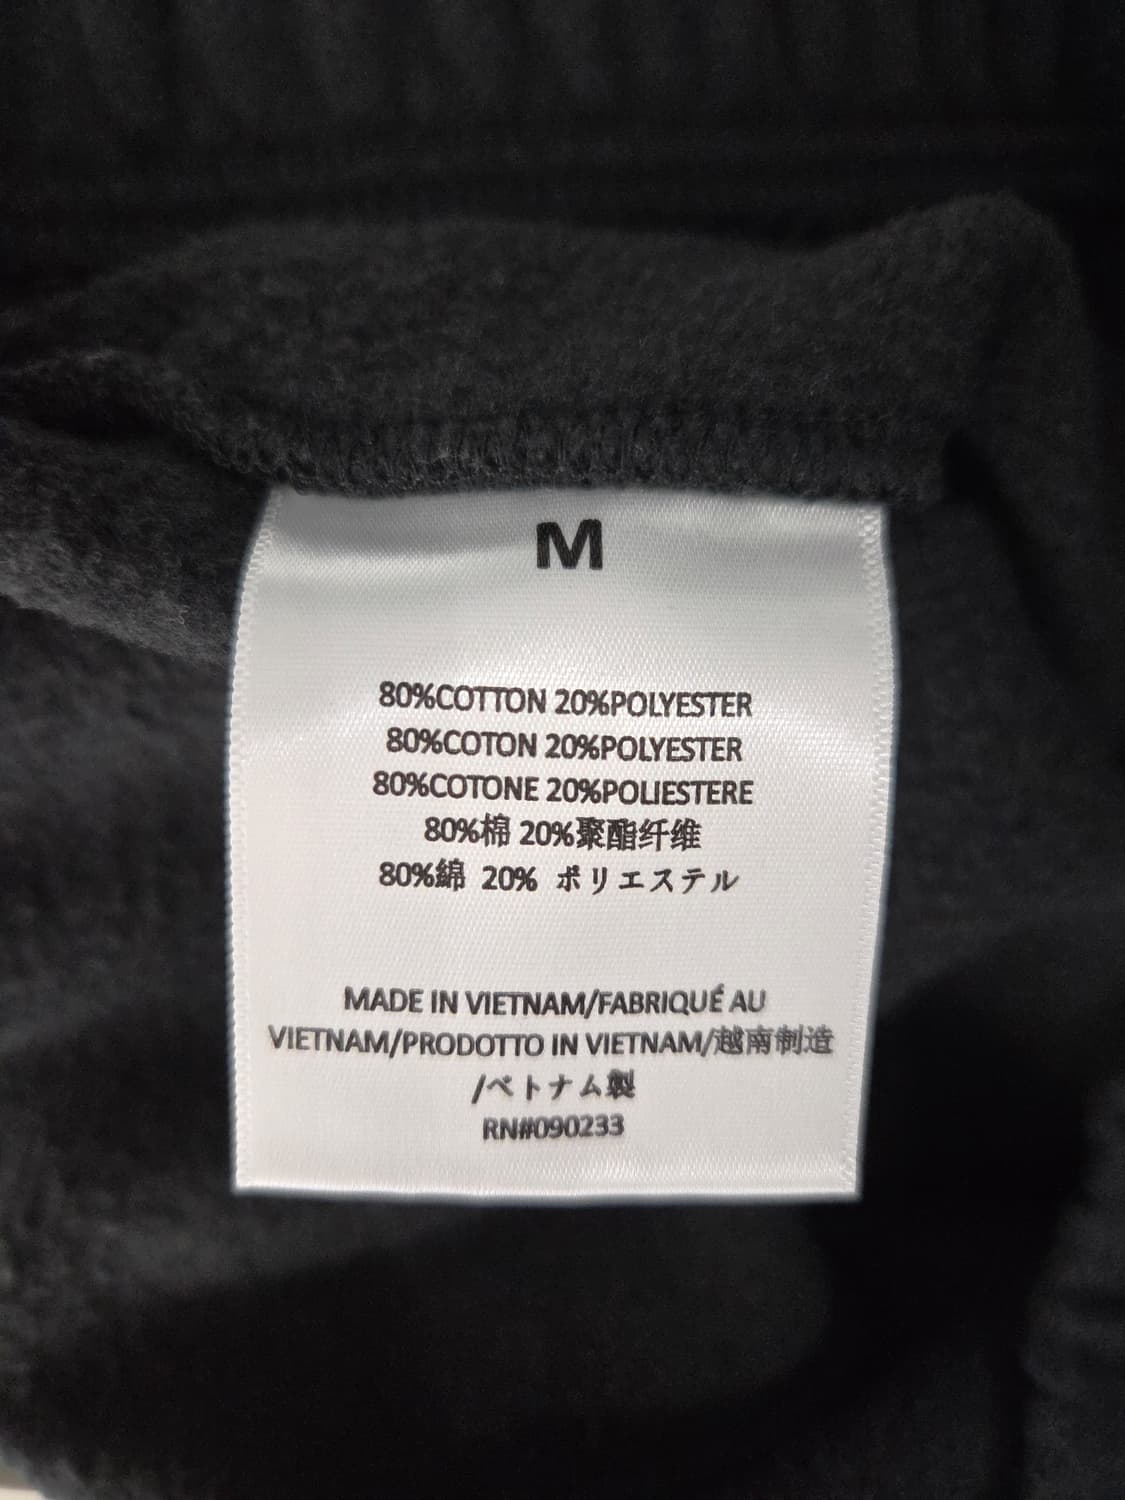 M
80%COTTON 20%POLYESTER
80%COTON 20%POLYESTER
80%COTONE 20%POLIESTERE
80%棉 20%聚酯纤维
80%綿 20% ポリエステル
MADE IN VIETNAM/FABRIQUÉ AU
VIETNAM/PRODOTTO IN VIETNAM/越南制造
/ベトナム製
RN#090233